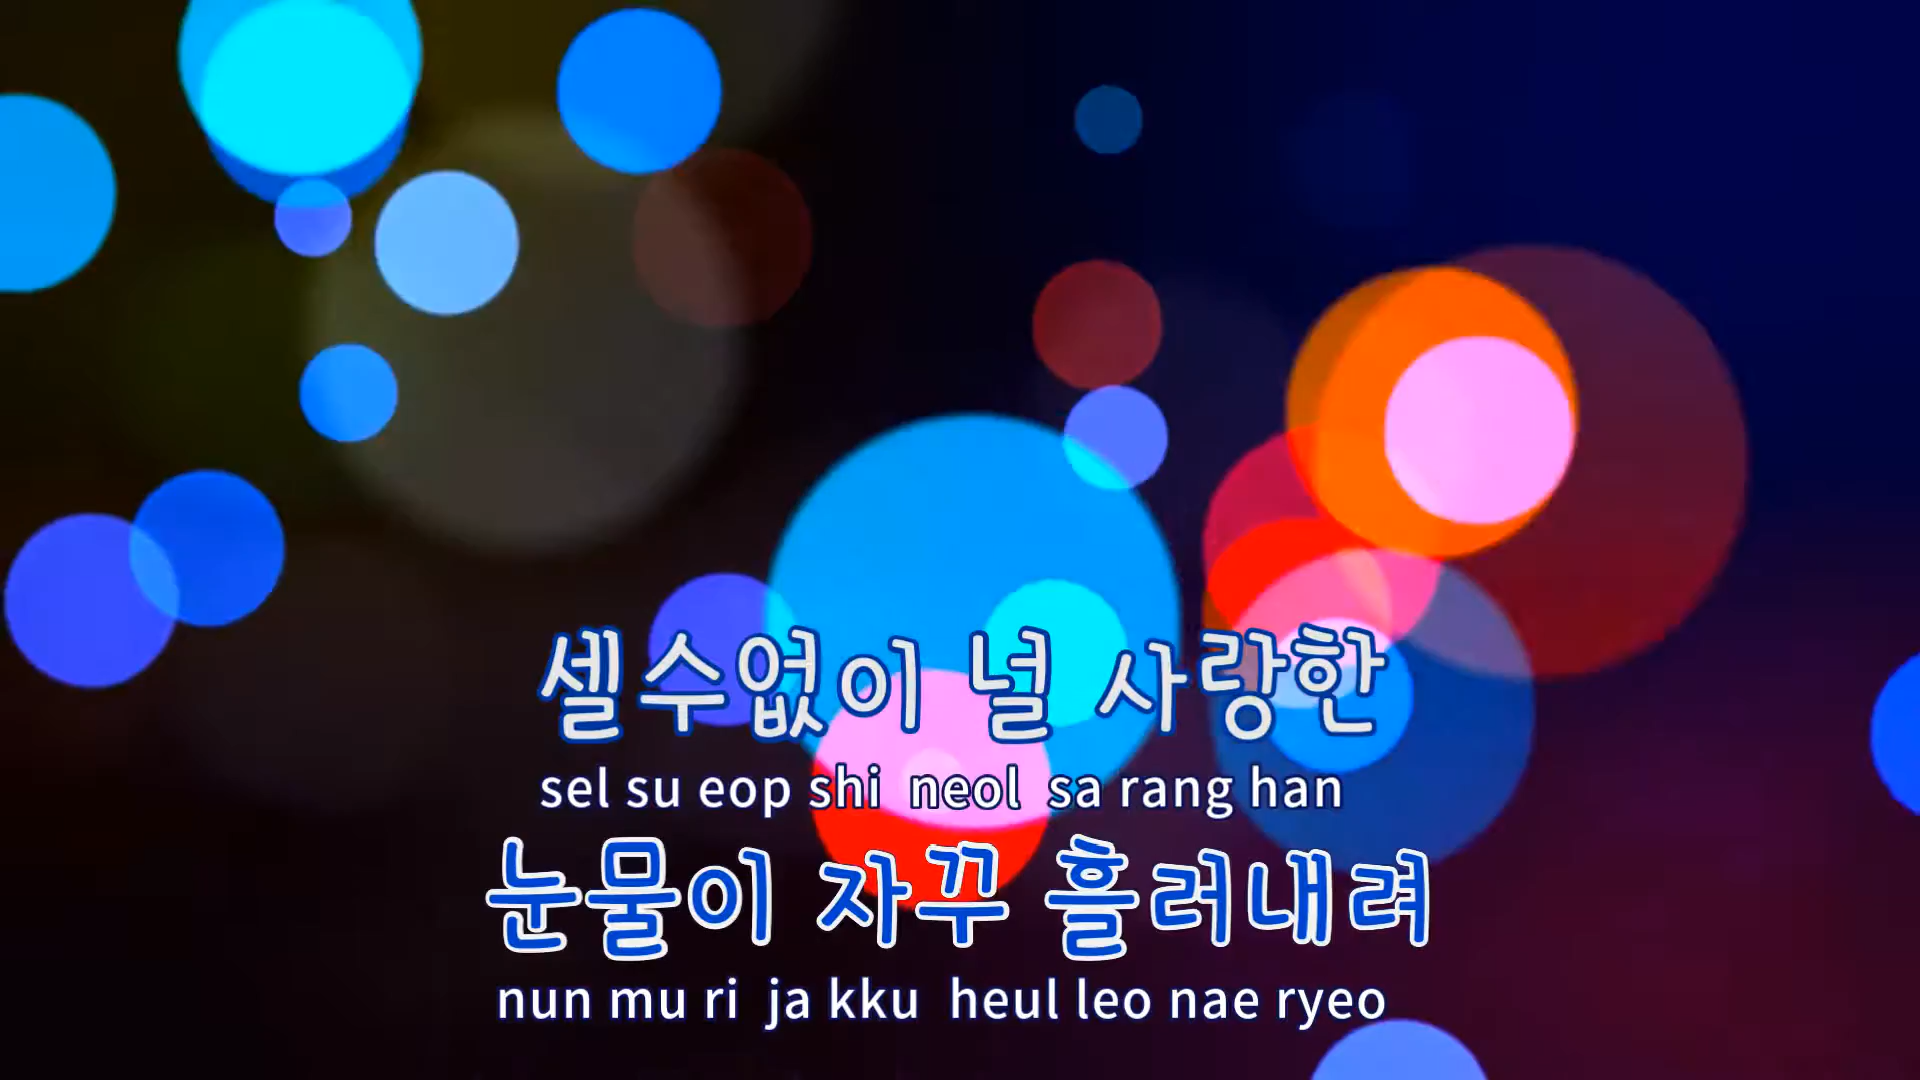 셀수없이 널 사랑한
sel su eop shi neol sa rang han
눈물이 자꾸 흘러내려
nun mu ri ja kku heul leo nae ryeo